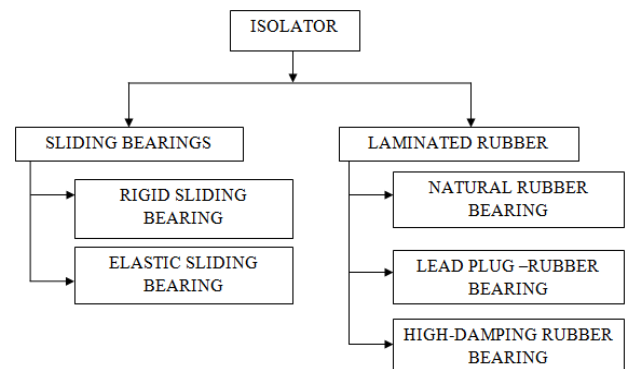 ISOLATOR
SLIDING BEARINGS
RIGID SLIDING
BEARING
ELASTIC SLIDING
BEARING
LAMINATED RUBBER
NATURAL RUBBER
BEARING
LEAD PLUG –RUBBER
BEARING
HIGH-DAMPING RUBBER
BEARING